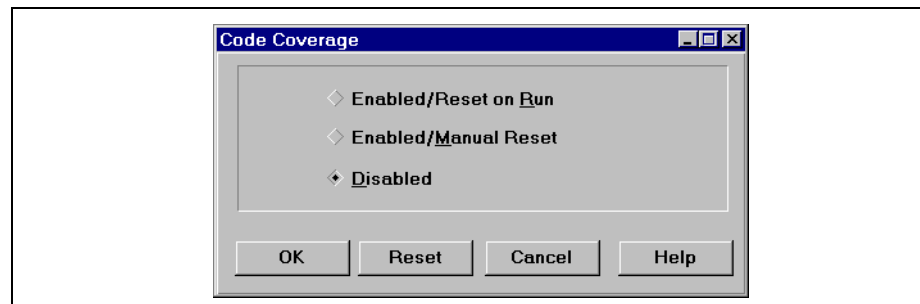 Code Coverage
Enabled/Reset on Run
Enabled/Manual Reset
Disabled
OK Reset Cancel Help